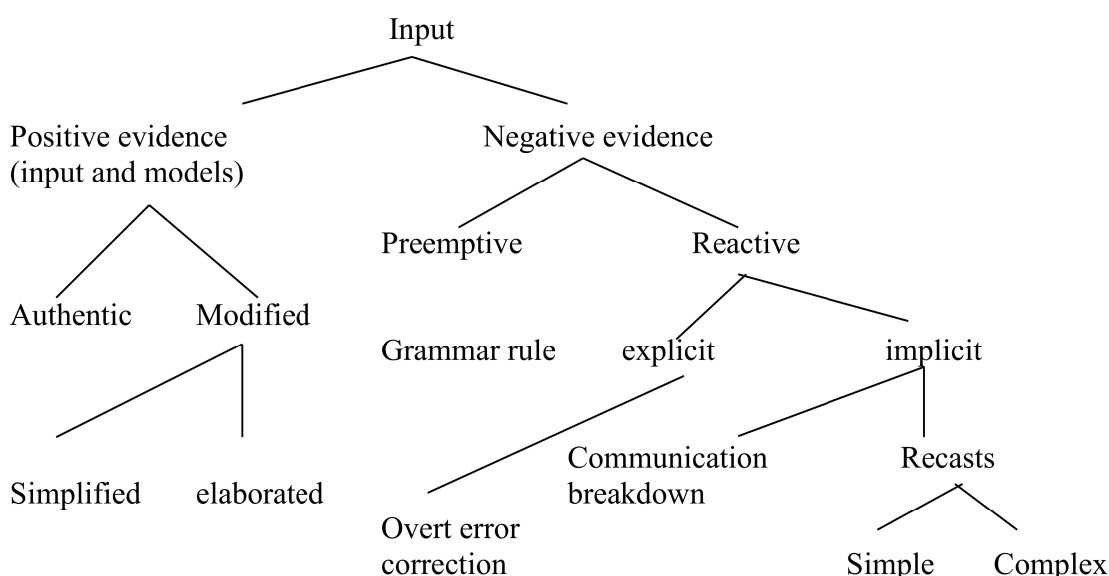 Input
Positive evidence
(input and models)
Negative evidence
Preemptive
Reactive
Authentic
Modified
Grammar rule
explicit
implicit
Simplified
elaborated
Communication
breakdown
Recasts
Overt error
correction
Simple
Complex